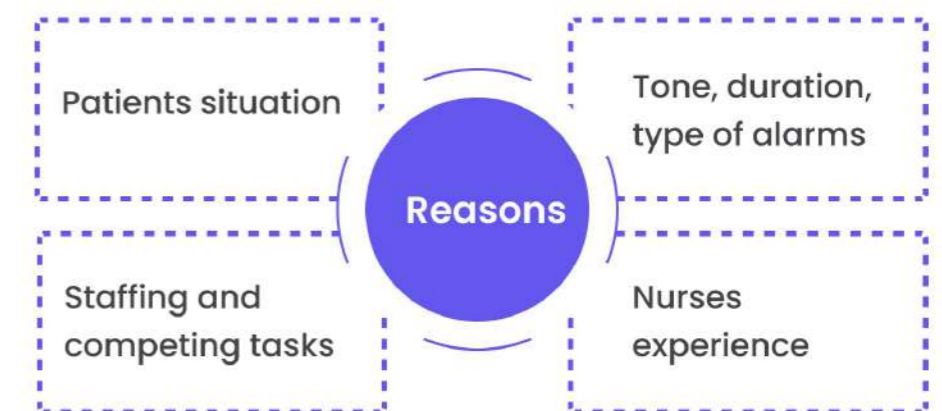 Patients situation
Tone, duration,
type of alarms
Reasons
Staffing and
competing tasks
Nurses
experience